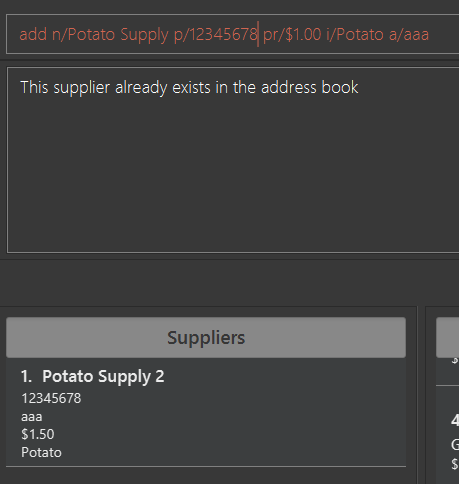 add n/Potato Supply p/12345678 pr/$1.00 i/Potato a/aaa
This supplier already exists in the address book
Suppliers
1. Potato Supply 2
12345678
aaa
$1.50
Potato
4
G
$